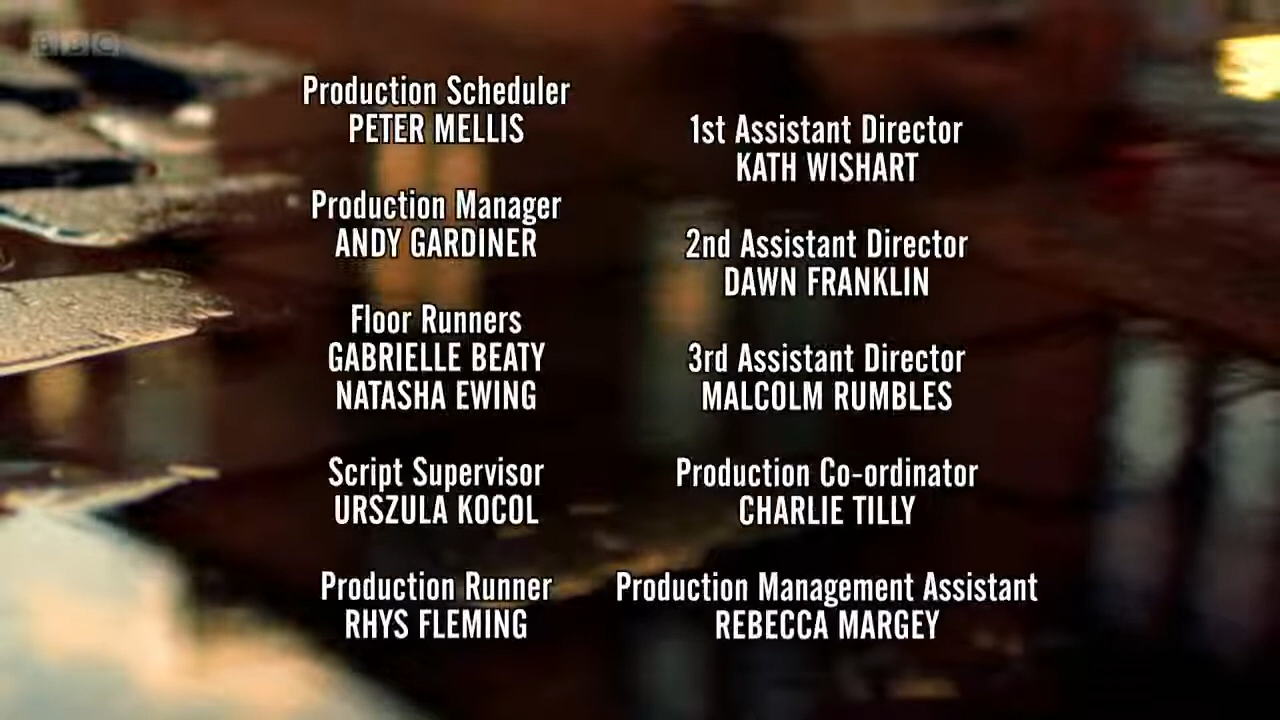 BBC
Production Scheduler
PETER MELLIS
Production Manager
ANDY GARDINER
Floor Runners
GABRIELLE BEATY
NATASHA EWING
Script Supervisor
URSZULA KOCOL
Production Runner
RHYS FLEMING
1st Assistant Director
KATH WISHART
2nd Assistant Director
DAWN FRANKLIN
3rd Assistant Director
MALCOLM RUMBLES
Production Co-ordinator
CHARLIE TILLY
Production Management Assistant
REBECCA MARGEY